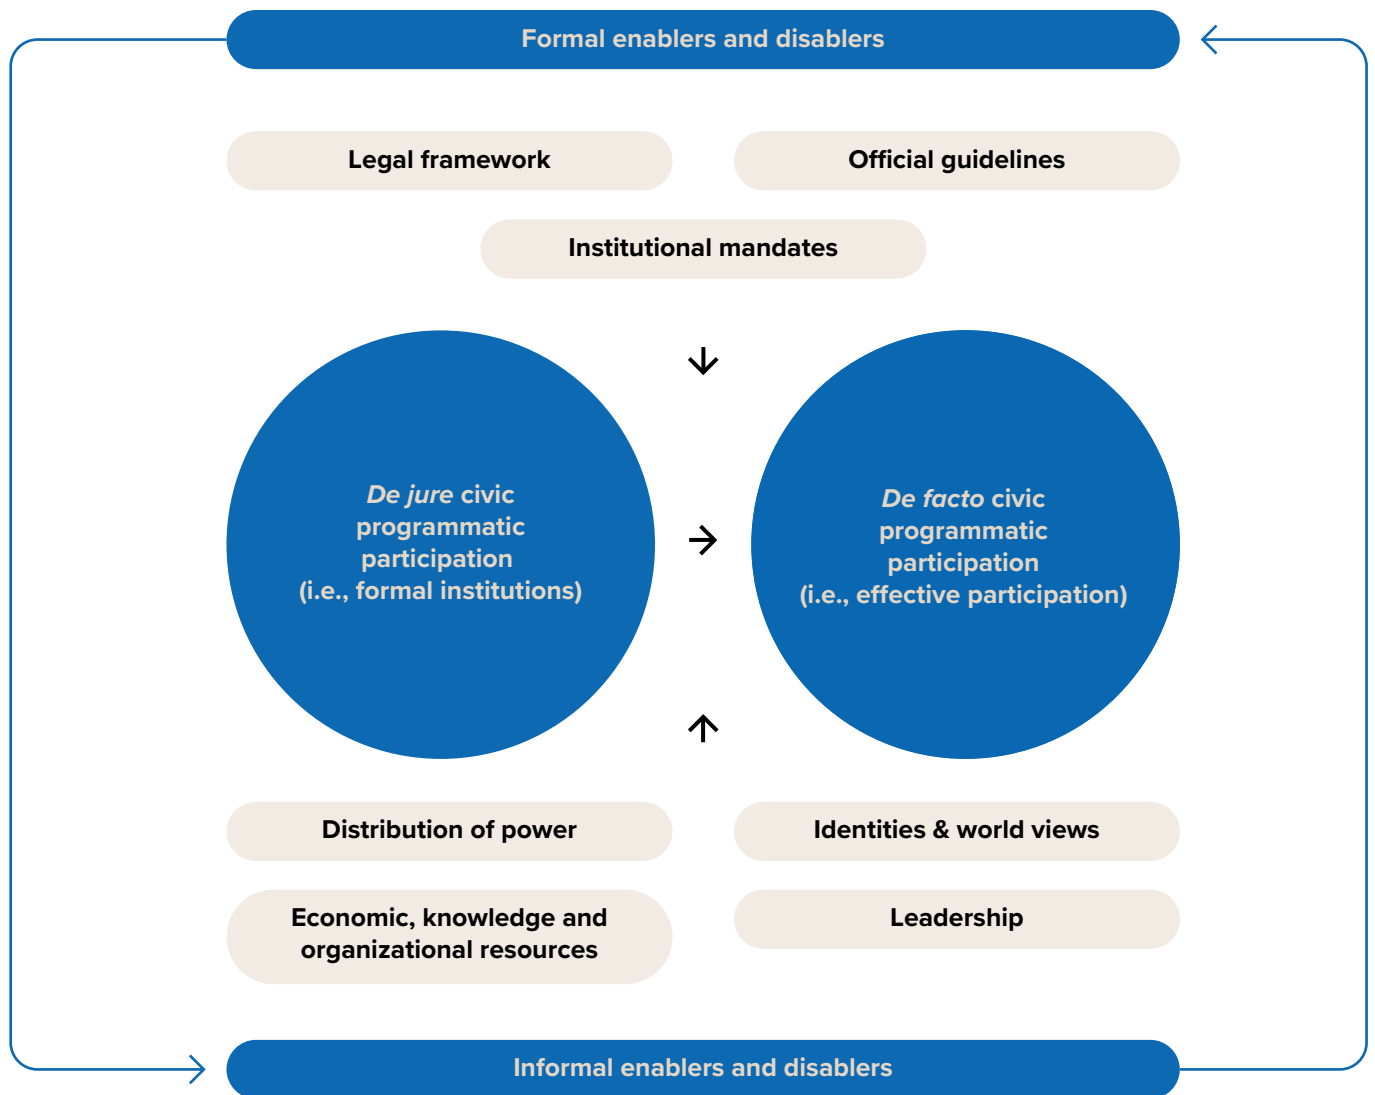 Formal enablers and disablers
Legal framework
Official guidelines
Institutional mandates
De jure civic
programmatic
participation
(i.e., formal institutions)
De facto civic
programmatic
participation
(i.e., effective participation)
Distribution of power
Identities & world views
Economic, knowledge and
organizational resources
Leadership
Informal enablers and disablers